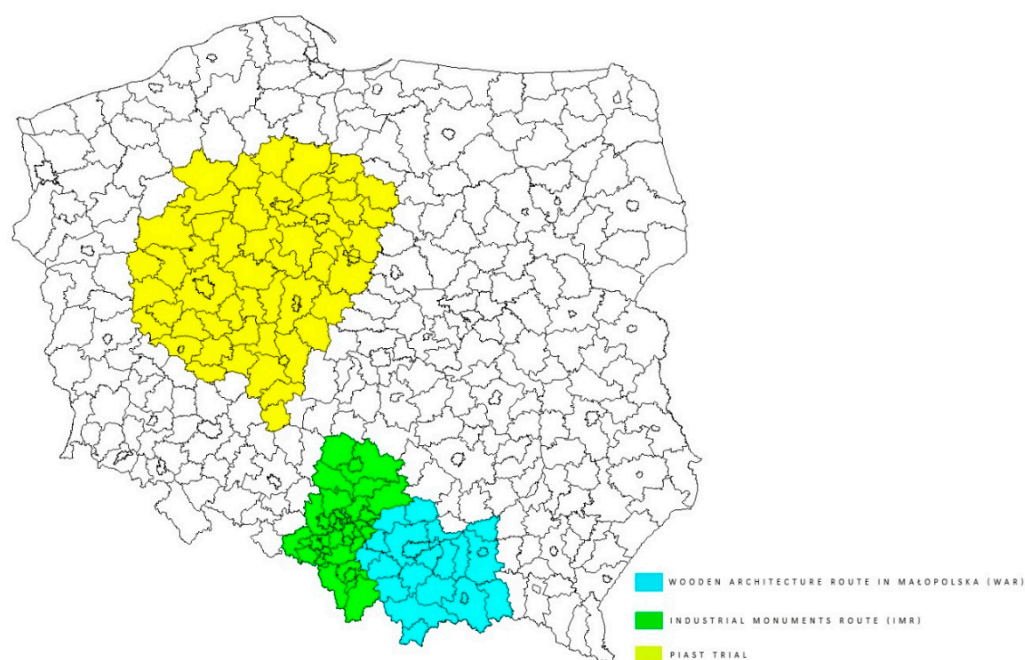 WOODEN ARCHITECTURE ROUTE IN MAŁOPOLSKA (WAR)
INDUSTRIAL MONUMENTS ROUTE (IMR)
PIAST TRIAL